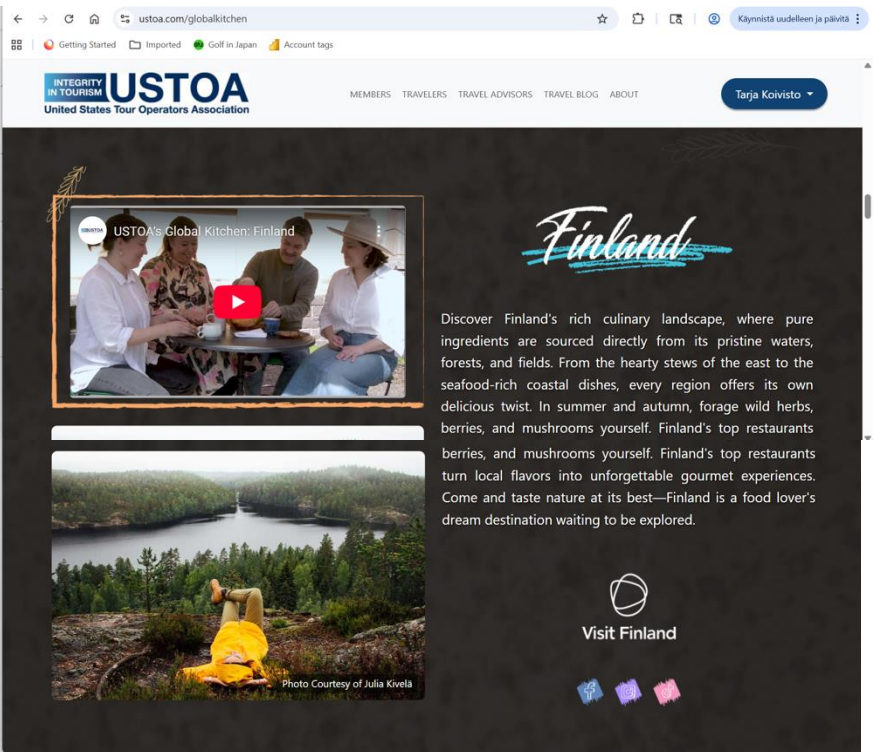 ustoa.com/globalkitchen
Käynnistä uudelleen ja päivitä
Getting Started
Imported
Golf in Japan
Account tags
INTEGRITY
IN TOURISM
USTOA
United States Tour Operators Association
MEMBERS
TRAVELERS
TRAVEL ADVISORS
TRAVEL BLOG
ABOUT
Tarja Koivisto
USTOA's Global Kitchen: Finland
Finland
Discover Finland's rich culinary landscape, where pure
ingredients are sourced directly from its pristine waters,
forests, and fields. From the hearty stews of the east to the
seafood-rich coastal dishes, every region offers its own
delicious twist. In summer and autumn, forage wild herbs,
berries, and mushrooms yourself. Finland's top restaurants
berries, and mushrooms yourself. Finland's top restaurants
turn local flavors into unforgettable gourmet experiences.
Come and taste nature at its best—Finland is a food lover's
dream destination waiting to be explored.
Photo Courtesy of Julia Kivelä
Visit Finland